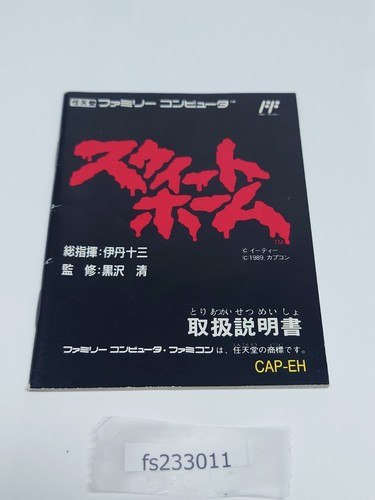 任天堂 ファミリー コンピュータ™
スウィート
ホーム™
総指揮:伊丹十三
監 修:黒沢 清
© イーティー
© 1989. カプコン
とりあつかいせつめいしょ
取扱説明書
ファミリー コンピュータ・ファミコンは、任天堂の商標です。
CAP-EH
fs233011